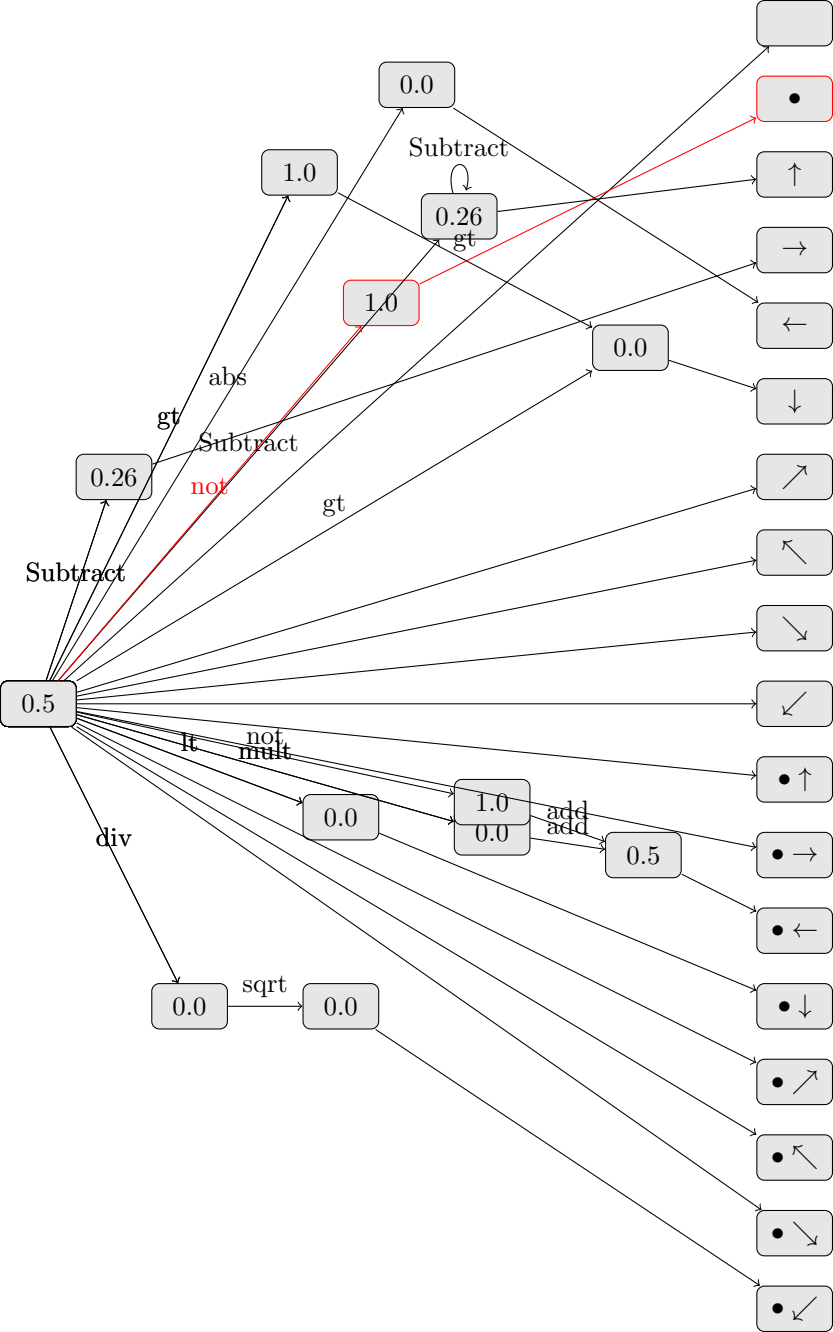 0.0
●
Subtract
1.0
↑
0.26
gt
→
1.0
←
0.0
abs
↓
gt
Subtract
0.26
↗
not
gt
↖
Subtract
↘
0.5
↙
not
lt
mult
● ↑
1.0
0.0
add
add
0.0
div
0.5
● →
● ←
sqrt
0.0
0.0
● ↓
● ↗
● ↖
● ↘
● ↙